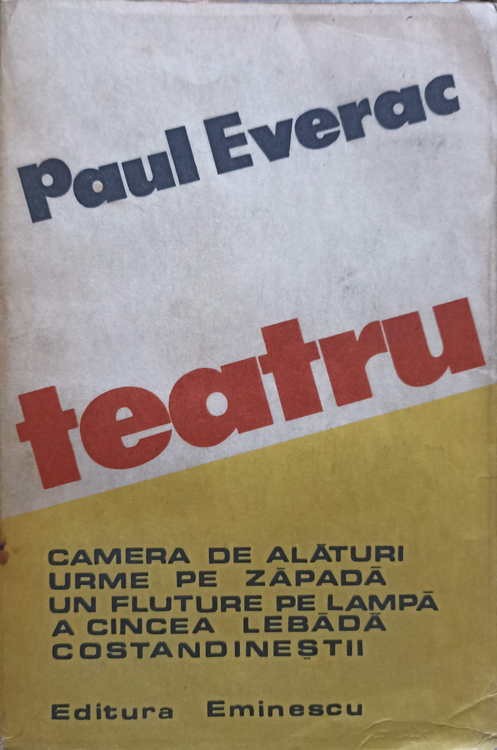 Paul Everac
teatru
CAMERA DE ALĂTURI
URME PE ZĂPADĂ
UN FLUTURE PE LAMPĂ
A CINCEA LEBĂDĂ
COSTANDINEȘTII
Editura Eminescu